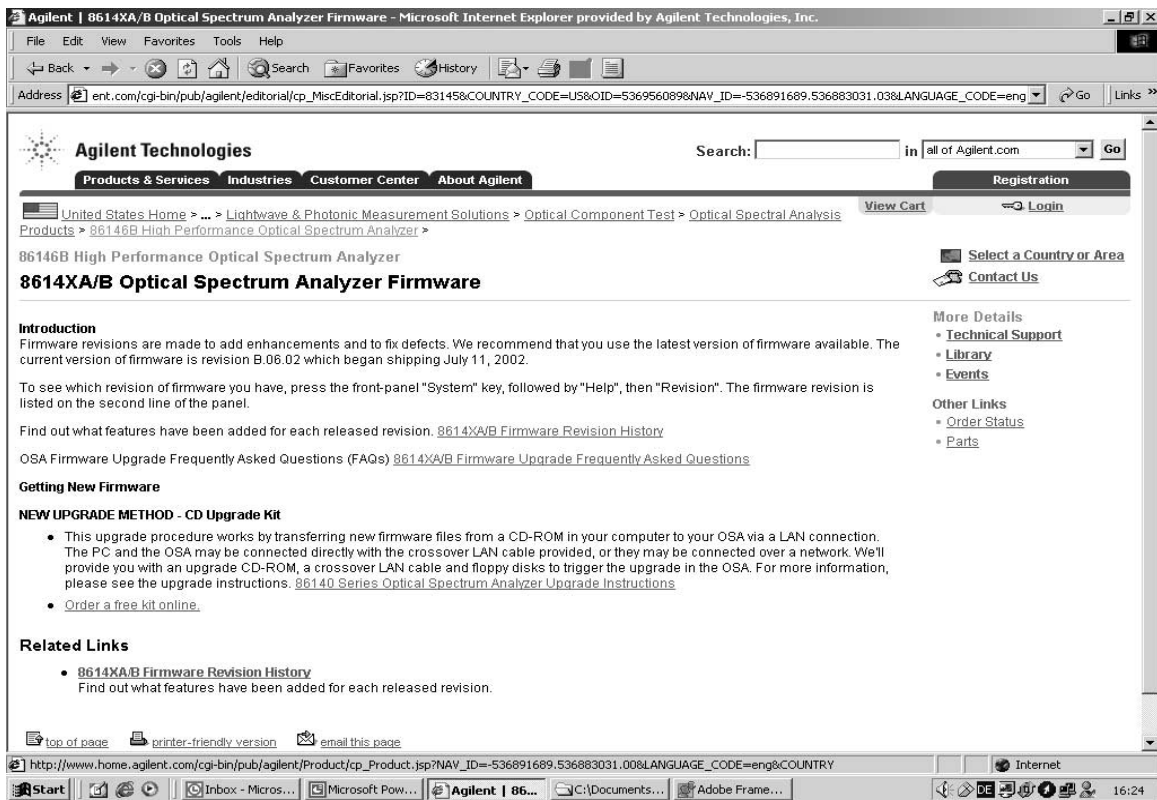 Agilent | 8614XA/B Optical Spectrum Analyzer Firmware - Microsoft Internet Explorer provided by Agilent Technologies, Inc.
File Edit View Favorites Tools Help
Back Search Favorites History
Address ent.com/cgi-bin/pub/agilent/editorial/cp_MiscEditorial.jsp?ID=83145&COUNTRY_CODE=US&OID=536956089&NAV_ID=-536891689.536883031.03&LANGUAGE_CODE=eng Go Links »
Agilent Technologies Search: in all of Agilent.com Go
Products & Services Industries Customer Center About Agilent Registration
United States Home > ... > Lightwave & Photonic Measurement Solutions > Optical Component Test > Optical Spectral Analysis View Cart Login
Products > 86146B High Performance Optical Spectrum Analyzer >
86146B High Performance Optical Spectrum Analyzer Select a Country or Area
8614XA/B Optical Spectrum Analyzer Firmware Contact Us
Introduction
Firmware revisions are made to add enhancements and to fix defects. We recommend that you use the latest version of firmware available. The
current version of firmware is revision B.06.02 which began shipping July 11, 2002.
To see which revision of firmware you have, press the front-panel "System" key, followed by "Help", then "Revision". The firmware revision is
listed on the second line of the panel.
Find out what features have been added for each released revision. 8614XA/B Firmware Revision History
OSA Firmware Upgrade Frequently Asked Questions (FAQs) 8614XA/B Firmware Upgrade Frequently Asked Questions
Getting New Firmware
NEW UPGRADE METHOD - CD Upgrade Kit
• This upgrade procedure works by transferring new firmware files from a CD-ROM in your computer to your OSA via a LAN connection.
The PC and the OSA may be connected directly with the crossover LAN cable provided, or they may be connected over a network. We'll
provide you with an upgrade CD-ROM, a crossover LAN cable and floppy disks to trigger the upgrade in the OSA. For more information,
please see the upgrade instructions. 86140 Series Optical Spectrum Analyzer Upgrade Instructions
• Order a free kit online.
Related Links
• 8614XA/B Firmware Revision History
Find out what features have been added for each released revision.
top of page printer-friendly version email this page
More Details
• Technical Support
• Library
• Events
Other Links
• Order Status
• Parts
http://www.home.agilent.com/cgi-bin/pub/agilent/Product/cp_Product.jsp?NAV_ID=-536891689.536883031.00&LANGUAGE_CODE=eng&COUNTRY Internet
Start Inbox - Micros... Microsoft Pow... Agilent | 86... C:\Documents... Adobe Frame... DE 16:24